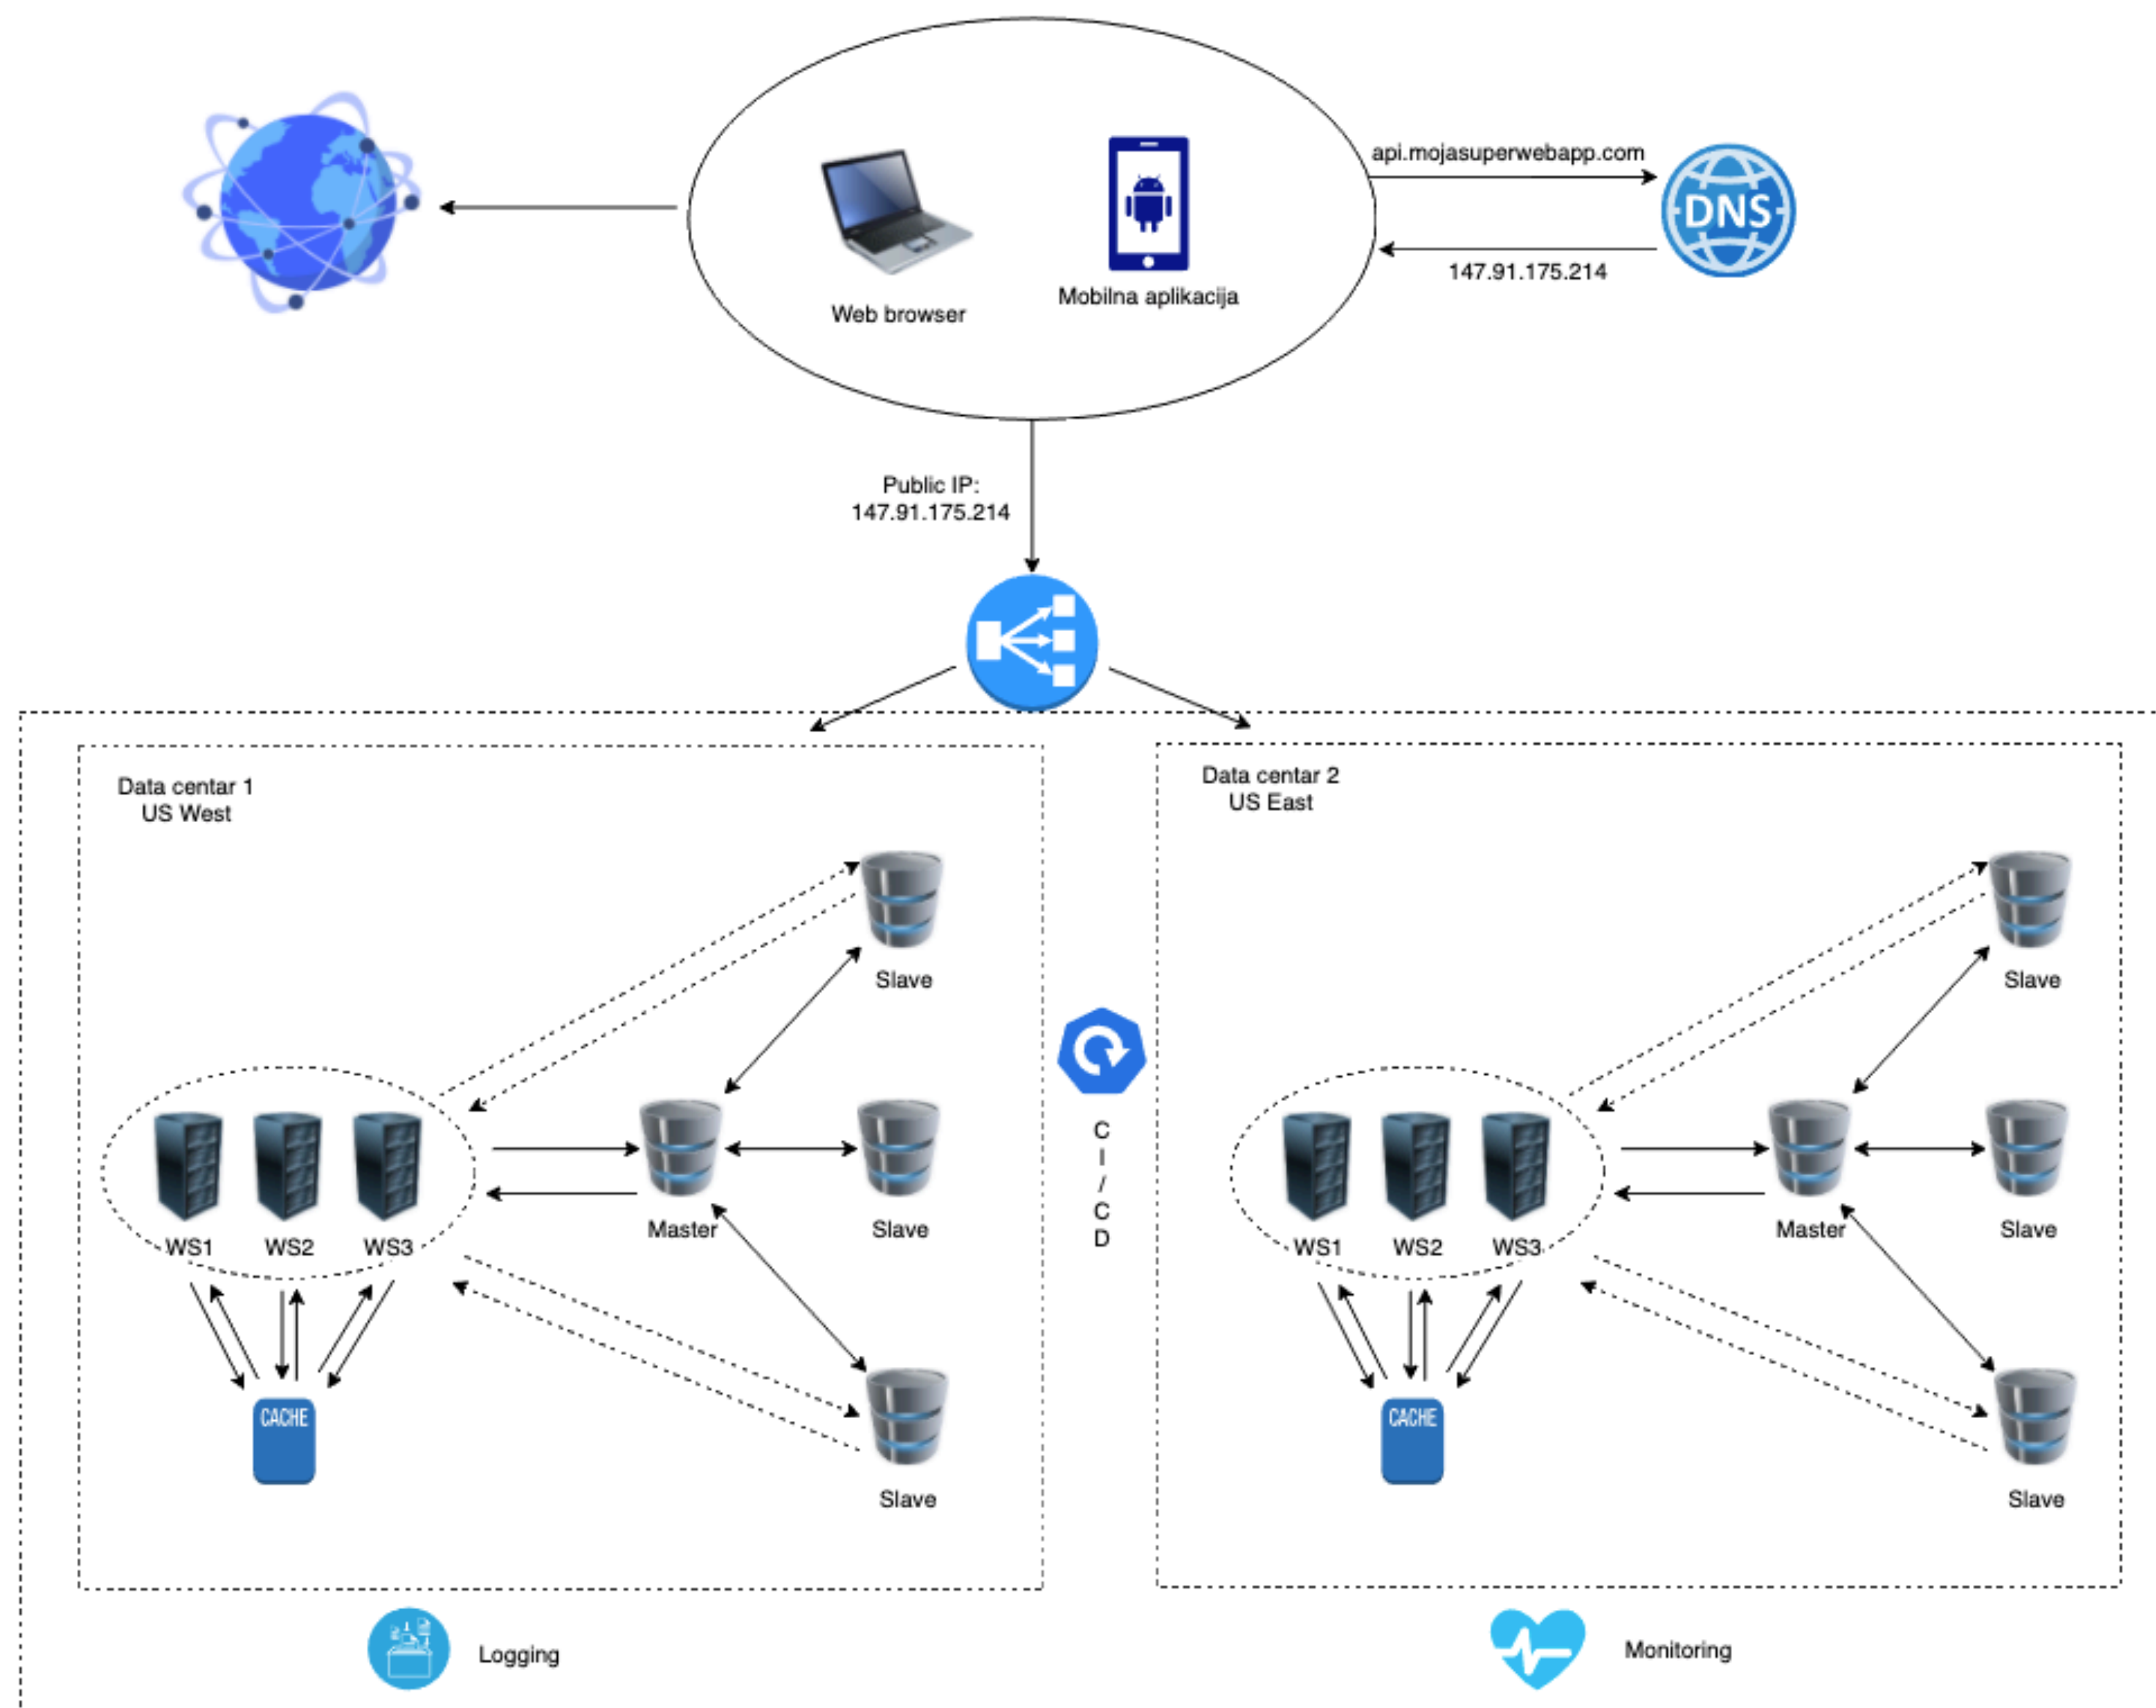 api.mojasuperwebapp.com
DNS
147.91.175.214
Web browser
Mobilna aplikacija
Public IP:
147.91.175.214
Data centar 1
US West
Slave
WS1
WS2
WS3
Master
Slave
CACHE
Slave
C
I
/
C
D
Data centar 2
US East
Slave
WS1
WS2
WS3
Master
Slave
CACHE
Slave
Logging
Monitoring